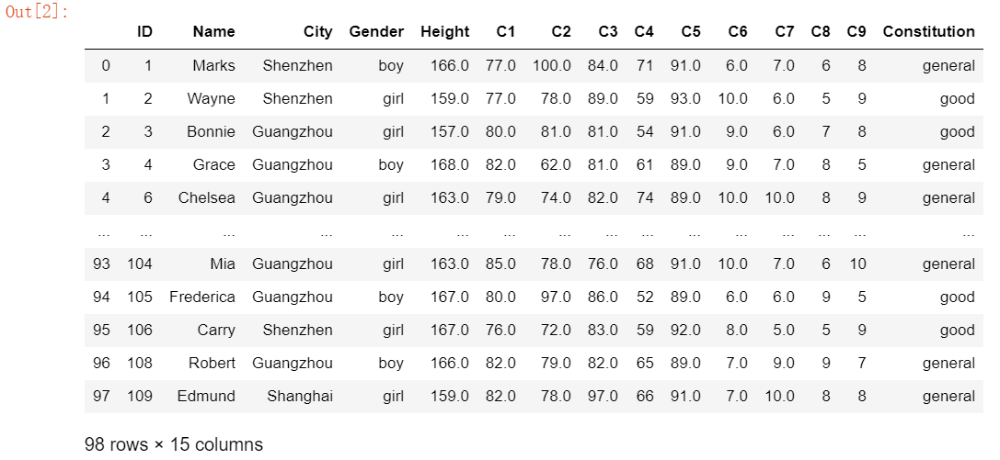 Out[2]:
ID Name City Gender Height C1 C2 C3 C4 C5 C6 C7 C8 C9 Constitution
0 1 Marks Shenzhen boy 166.0 77.0 100.0 84.0 71 91.0 6.0 7.0 6 8 general
1 2 Wayne Shenzhen girl 159.0 77.0 78.0 89.0 59 93.0 10.0 6.0 5 9 good
2 3 Bonnie Guangzhou girl 157.0 80.0 81.0 81.0 54 91.0 9.0 6.0 7 8 good
3 4 Grace Guangzhou boy 168.0 82.0 62.0 81.0 61 89.0 9.0 7.0 8 5 general
4 6 Chelsea Guangzhou girl 163.0 79.0 74.0 82.0 74 89.0 10.0 10.0 8 9 general
... ... ... ... ... ... ... ... ... ... ... ... ... ... ... ...
93 104 Mia Guangzhou girl 163.0 85.0 78.0 76.0 68 91.0 10.0 7.0 6 10 general
94 105 Frederica Guangzhou boy 167.0 80.0 97.0 86.0 52 89.0 6.0 6.0 9 5 good
95 106 Carry Shenzhen girl 167.0 76.0 72.0 83.0 59 92.0 8.0 5.0 5 9 good
96 108 Robert Guangzhou boy 166.0 82.0 79.0 82.0 65 89.0 7.0 9.0 9 7 general
97 109 Edmund Shanghai girl 159.0 82.0 78.0 97.0 66 91.0 7.0 10.0 8 8 general
98 rows × 15 columns